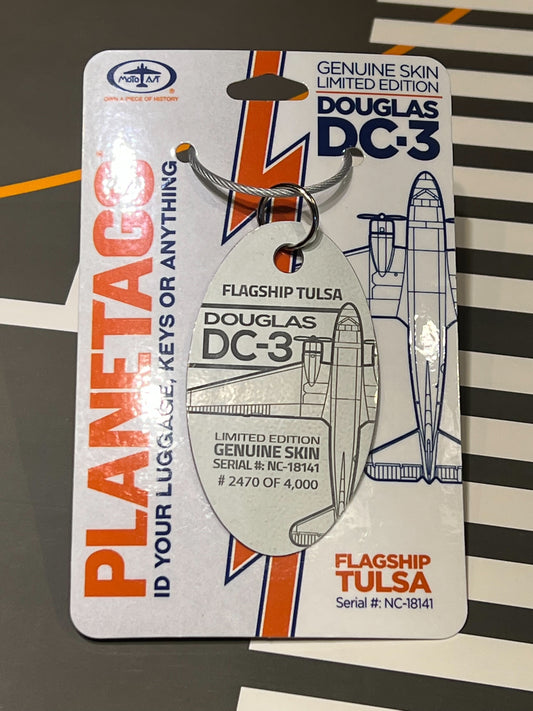 MOTOART
®
OWN A PIECE OF HISTORY
GENUINE SKIN
LIMITED EDITION
DOUGLAS
DC·3
PLANETAGS
ID YOUR LUGGAGE, KEYS OR ANYTHING
FLAGSHIP TULSA
DOUGLAS
DC-3
LIMITED EDITION
GENUINE SKIN
SERIAL #: NC-18141
# 2470 OF 4,000
FLAGSHIP
TULSA
Serial #: NC-18141